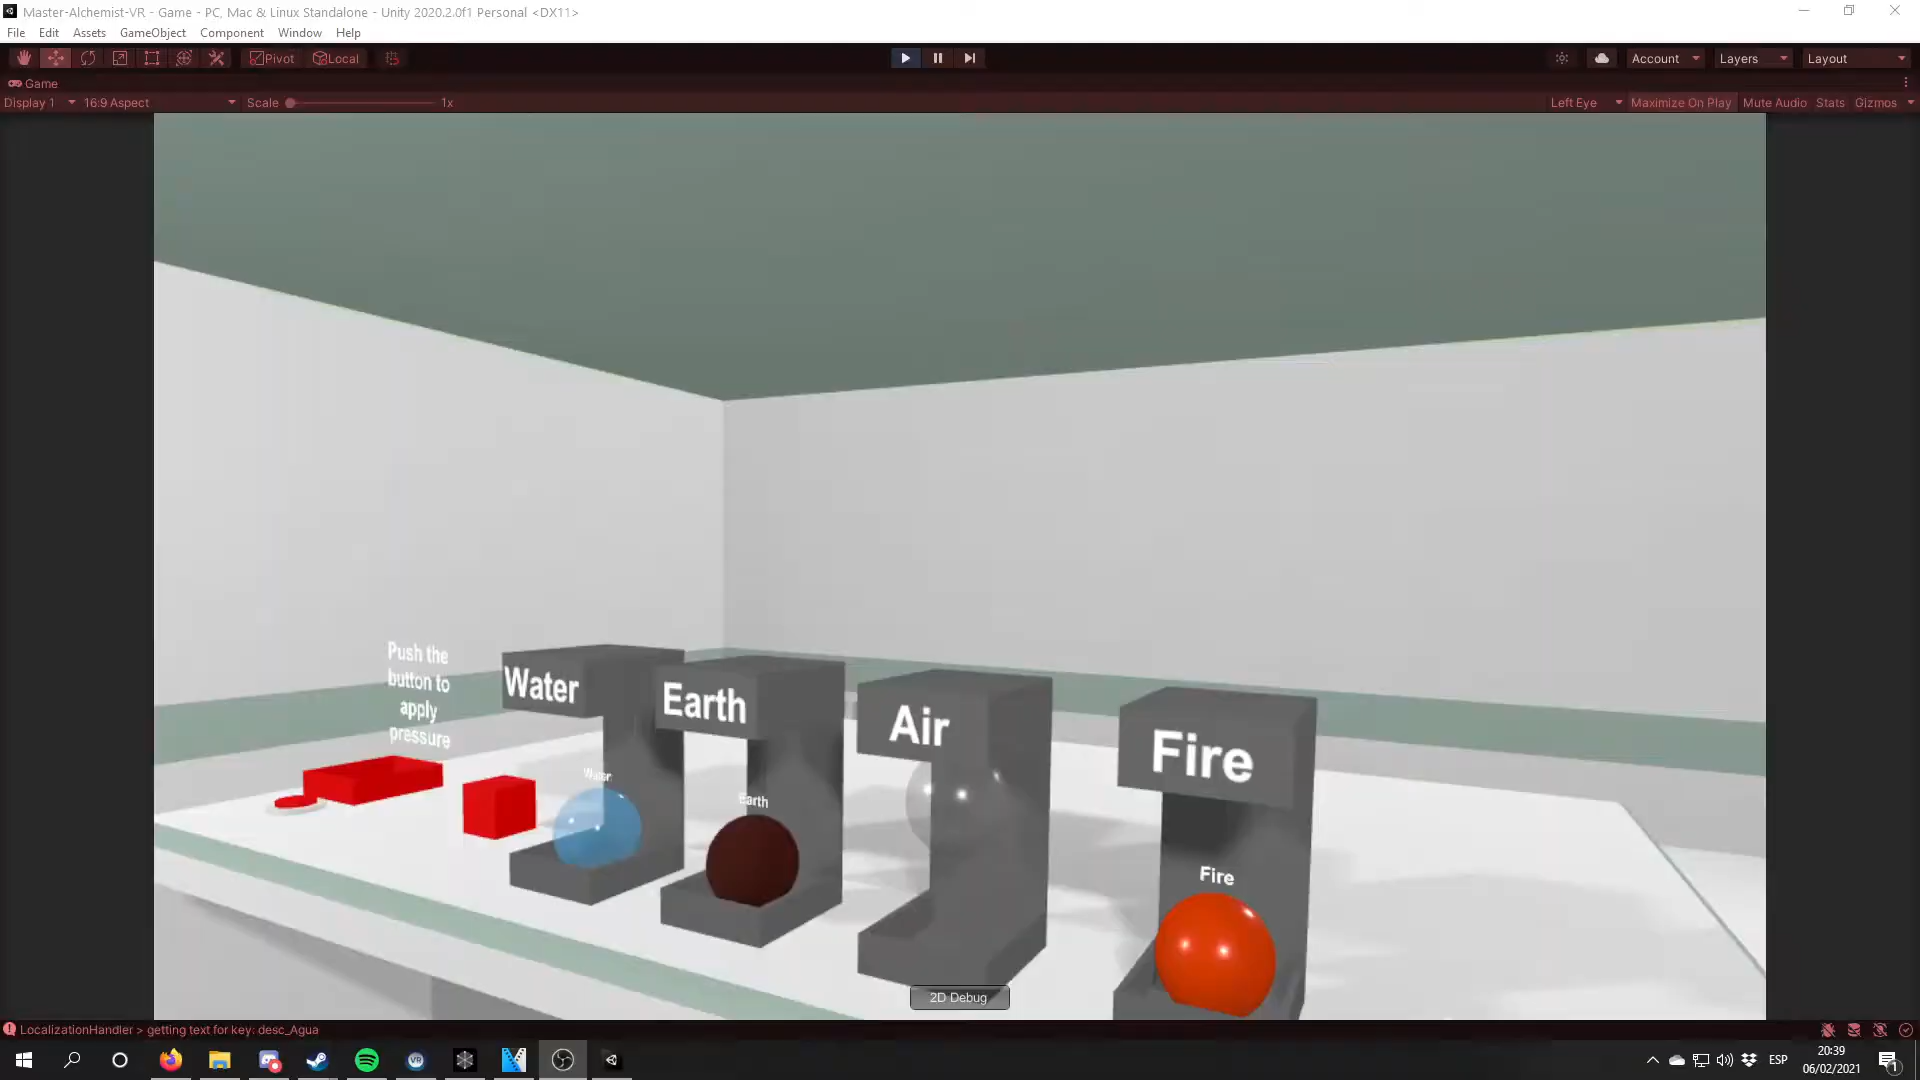 Master-Alchemist-VR - Game - PC, Mac & Linux Standalone - Unity 2020.2.0f1 Personal <DX11>
File Edit Assets GameObject Component Window Help
Pivot Local Account Layers Layout
Game
Display 1 16:9 Aspect Scale 1x Left Eye Maximize On Play Mute Audio Stats Gizmos
Push the
button to
apply
pressure
Water
Earth
Air
Fire
Water
Earth
Fire
2D Debug
LocalizationHandler > getting text for key: desc_Agua
VR
ESP
20:39
06/02/2021
1